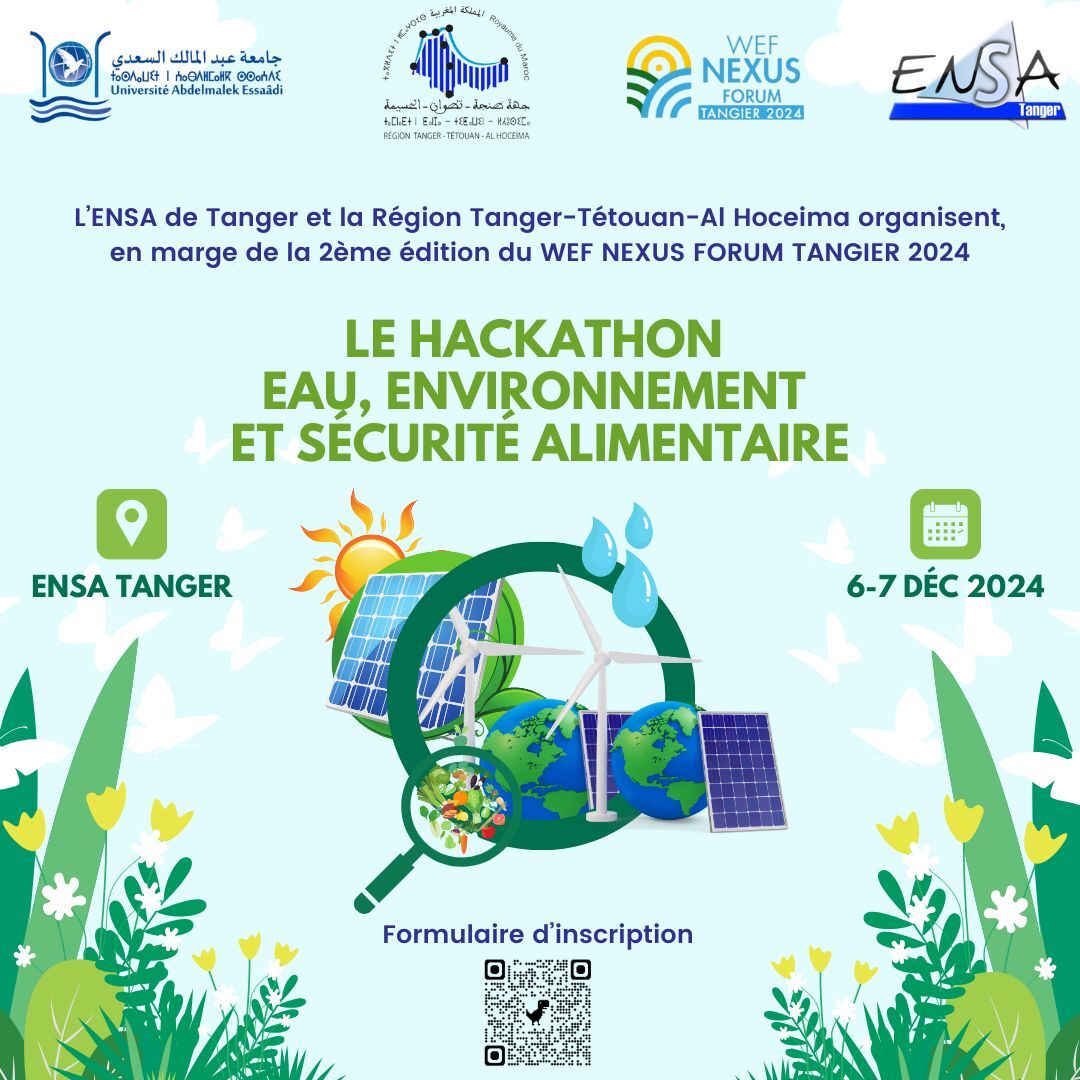 جامعة عبد المالك السعدي
ⵜⴰⵙⴷⴰⵡⵉⵜ ⵏ ⵄⴰⴱⴷⵍⵎⴰⵍⴽ ⵙⵙⴰⵄⴷⵉ
Université Abdelmalek Essaâdi
المملكة المغربية
Royaume du Maroc
جهة طنجة - تطوان - الحسيمة
RÉGION TANGER - TÉTOUAN - AL HOCEIMA
WEF
NEXUS
FORUM
TANGIER 2024
ENSA
Tanger
L’ENSA de Tanger et la Région Tanger-Tétouan-Al Hoceima organisent,
en marge de la 2ème édition du WEF NEXUS FORUM TANGIER 2024
LE HACKATHON
EAU, ENVIRONNEMENT
ET SÉCURITÉ ALIMENTAIRE
ENSA TANGER
6-7 DÉC 2024
Formulaire d’inscription